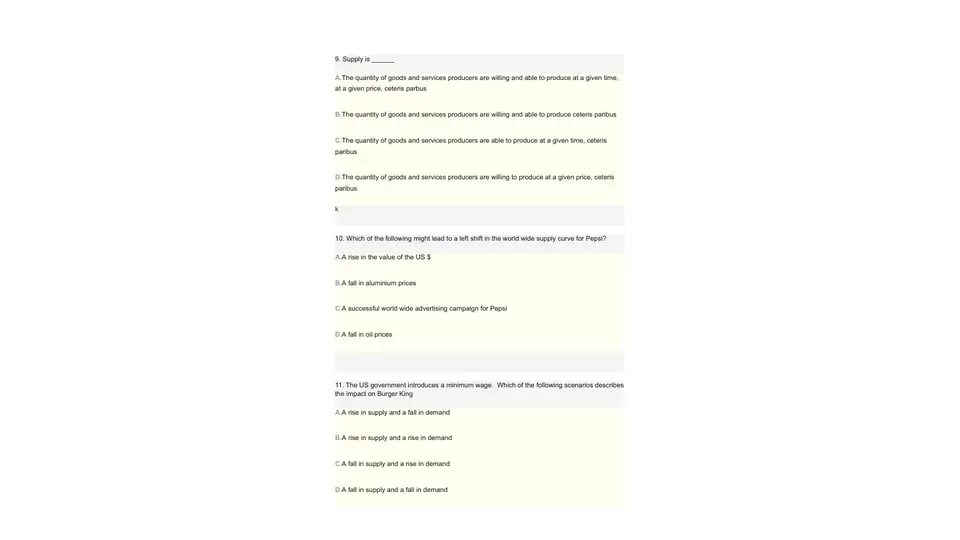 9. Supply is ______
A.The quantity of goods and services producers are willing and able to produce at a given time,
at a given price, ceteris parbus
B.The quantity of goods and services producers are willing and able to produce ceteris paribus
C.The quantity of goods and services producers are able to produce at a given time, ceteris
paribus
D.The quantity of goods and services producers are willing to produce at a given price, ceteris
paribus
k
10. Which of the following might lead to a left shift in the world wide supply curve for Pepsi?
A.A rise in the value of the US $
B.A fall in aluminium prices
C.A successful world wide advertising campaign for Pepsi
D.A fall in oil prices
11. The US government introduces a minimum wage.  Which of the following scenarios describes
the impact on Burger King
A.A rise in supply and a fall in demand
B.A rise in supply and a rise in demand
C.A fall in supply and a rise in demand
D.A fall in supply and a fall in demand